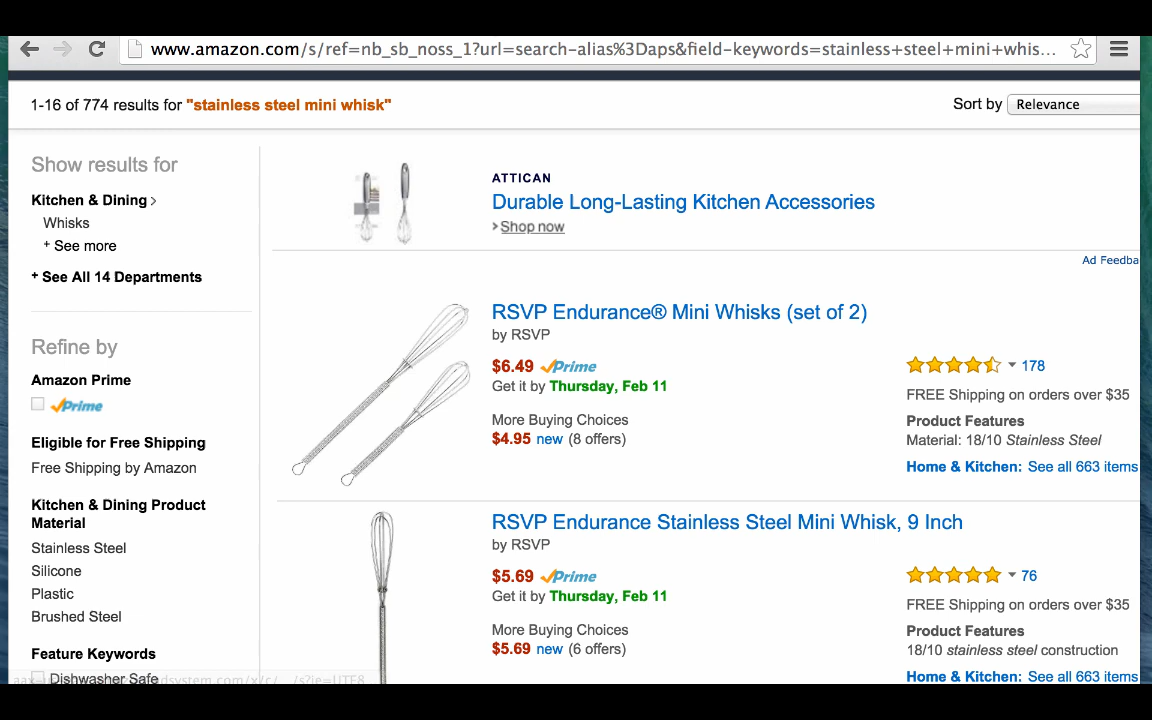 www.amazon.com/s/ref=nb_sb_noss_1?url=search-alias%3Daps&field-keywords=stainless+steel+mini+whis...
1-16 of 774 results for "stainless steel mini whisk"
Sort by Relevance
Show results for
Kitchen & Dining
Whisks
+ See more
+ See All 14 Departments
Refine by
Amazon Prime
Prime
Eligible for Free Shipping
Free Shipping by Amazon
Kitchen & Dining Product
Material
Stainless Steel
Silicone
Plastic
Brushed Steel
Feature Keywords
Dishwasher Safe
ATTICAN
Durable Long-Lasting Kitchen Accessories
Shop now
Ad Feedba
RSVP Endurance® Mini Whisks (set of 2)
by RSVP
$6.49 Prime
Get it by Thursday, Feb 11
More Buying Choices
$4.95 new (8 offers)
178
FREE Shipping on orders over $35
Product Features
Material: 18/10 Stainless Steel
Home & Kitchen: See all 663 items
RSVP Endurance Stainless Steel Mini Whisk, 9 Inch
by RSVP
$5.69 Prime
Get it by Thursday, Feb 11
More Buying Choices
$5.69 new (6 offers)
76
FREE Shipping on orders over $35
Product Features
18/10 stainless steel construction
Home & Kitchen: See all 663 items